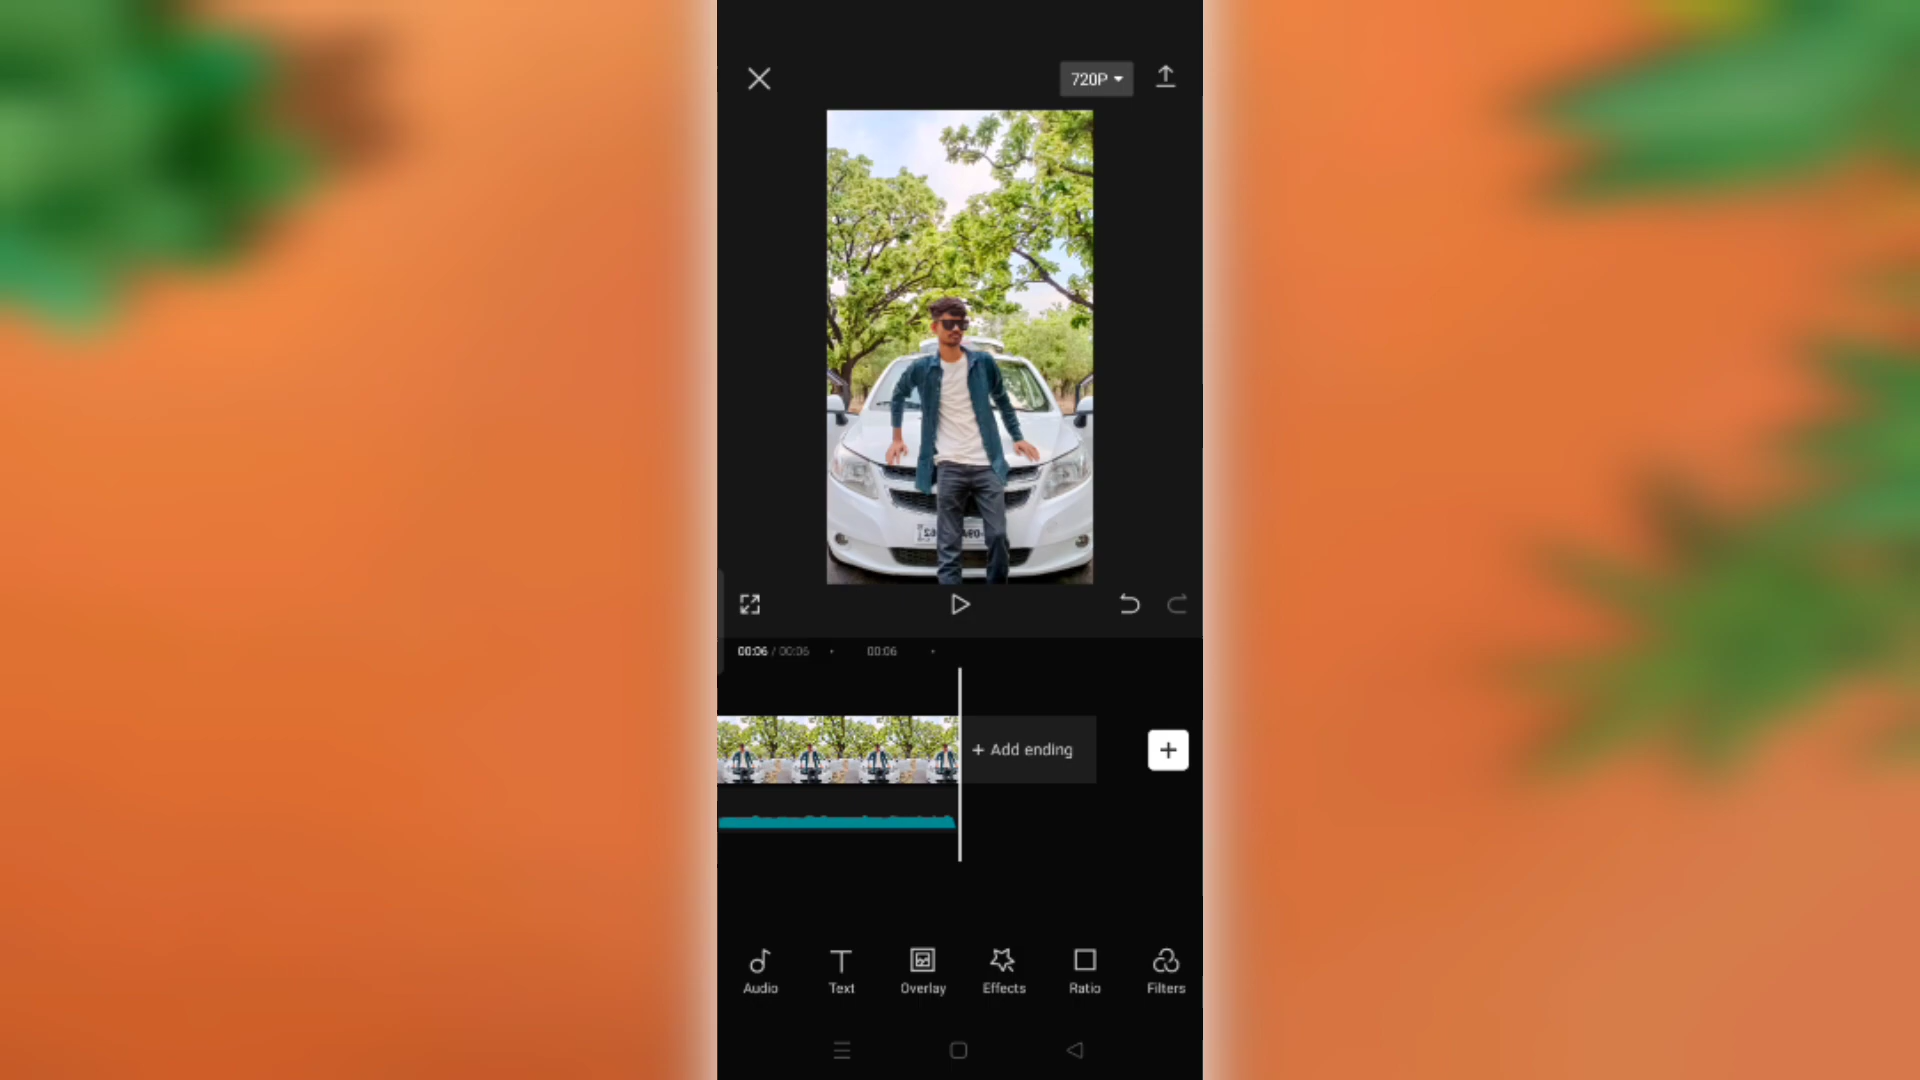 720P
00:06 / 00:06
00:06
+ Add ending
Audio
Text
Overlay
Effects
Ratio
Filters